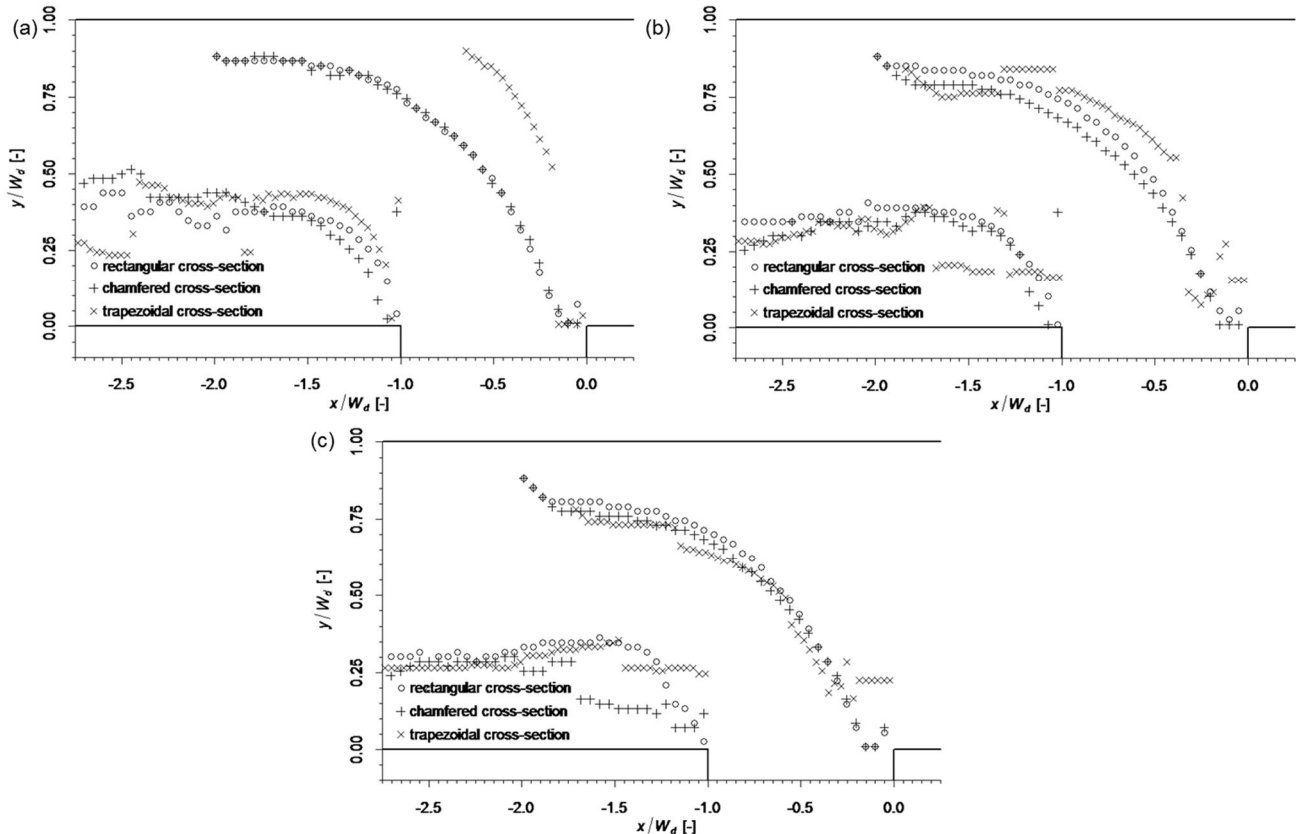 (a)
1.00
0.75
0.50
0.25
0.00
y/W_d [-]
rectangular cross-section
chamfered cross-section
trapezoidal cross-section
-2.5 -2.0 -1.5 -1.0 -0.5 0.0
x/W_d [-]
(b)
1.00
0.75
0.50
0.25
0.00
y/W_d [-]
rectangular cross-section
chamfered cross-section
trapezoidal cross-section
-2.5 -2.0 -1.5 -1.0 -0.5 0.0
x/W_d [-]
(c)
1.00
0.75
0.50
0.25
0.00
y/W_d [-]
rectangular cross-section
chamfered cross-section
trapezoidal cross-section
-2.5 -2.0 -1.5 -1.0 -0.5 0.0
x/W_d [-]